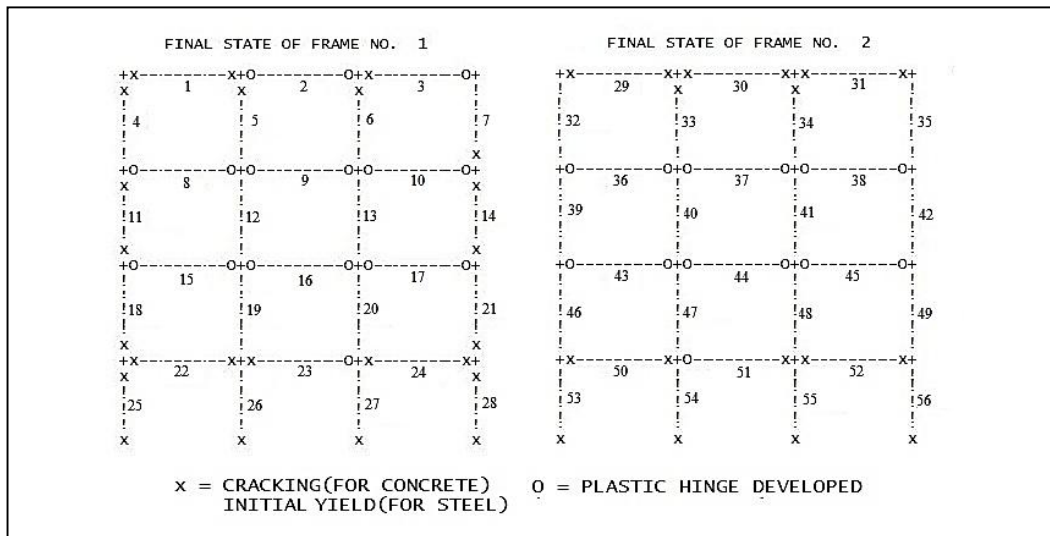 FINAL STATE OF FRAME NO. 1
1 2 3
4 5 6 7
8 9 10
11 12 13 14
15 16 17
18 19 20 21
22 23 24
25 26 27 28
FINAL STATE OF FRAME NO. 2
29 30 31
32 33 34 35
36 37 38
39 40 41 42
43 44 45
46 47 48 49
50 51 52
53 54 55 56
x = CRACKING(FOR CONCRETE)
INITIAL YIELD(FOR STEEL)
O = PLASTIC HINGE DEVELOPED